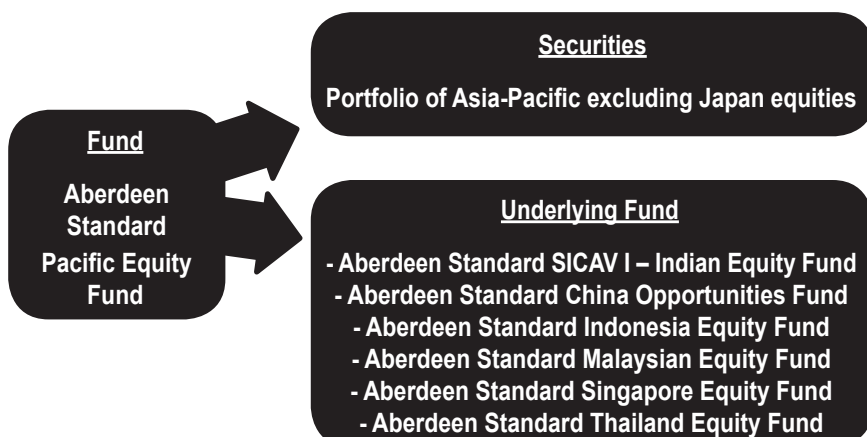 Fund
Aberdeen
Standard
Pacific Equity
Fund
Securities
Portfolio of Asia-Pacific excluding Japan equities
Underlying Fund
- Aberdeen Standard SICAV I – Indian Equity Fund
- Aberdeen Standard China Opportunities Fund
- Aberdeen Standard Indonesia Equity Fund
- Aberdeen Standard Malaysian Equity Fund
- Aberdeen Standard Singapore Equity Fund
- Aberdeen Standard Thailand Equity Fund